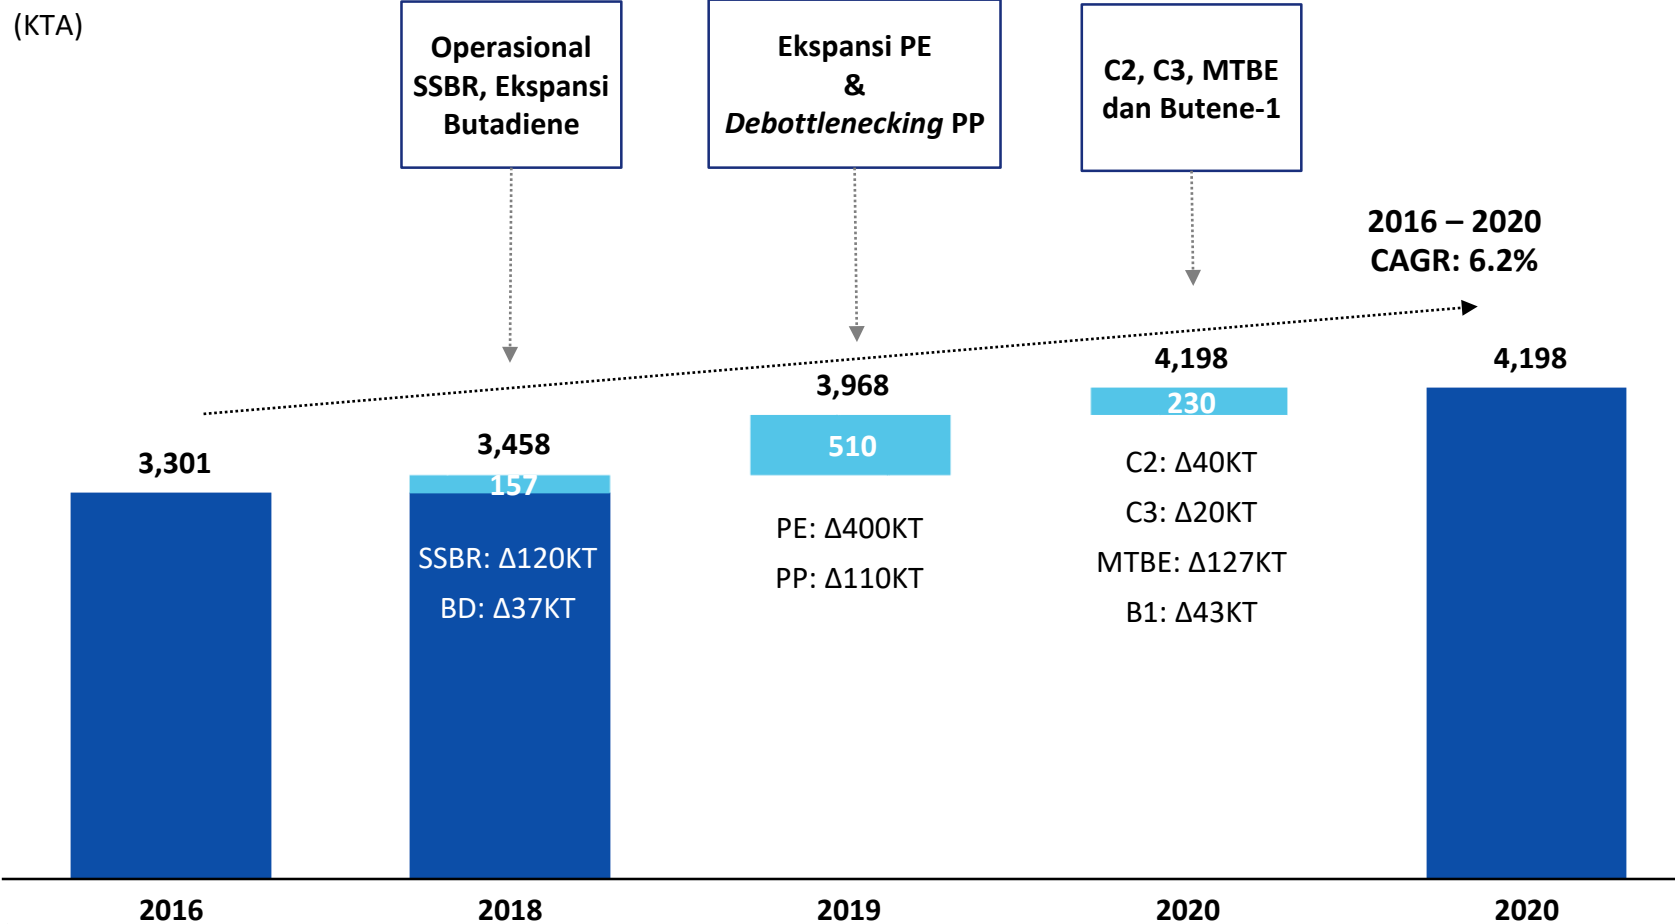 (KTA)
Operasional
SSBR, Ekspansi
Butadiene
Ekspansi PE
&
Debottlenecking PP
C2, C3, MTBE
dan Butene-1
2016 – 2020
CAGR: 6.2%
3,301
3,458
157
SSBR: Δ120KT
BD: Δ37KT
3,968
510
PE: Δ400KT
PP: Δ110KT
4,198
230
C2: Δ40KT
C3: Δ20KT
MTBE: Δ127KT
B1: Δ43KT
4,198
2016
2018
2019
2020
2020